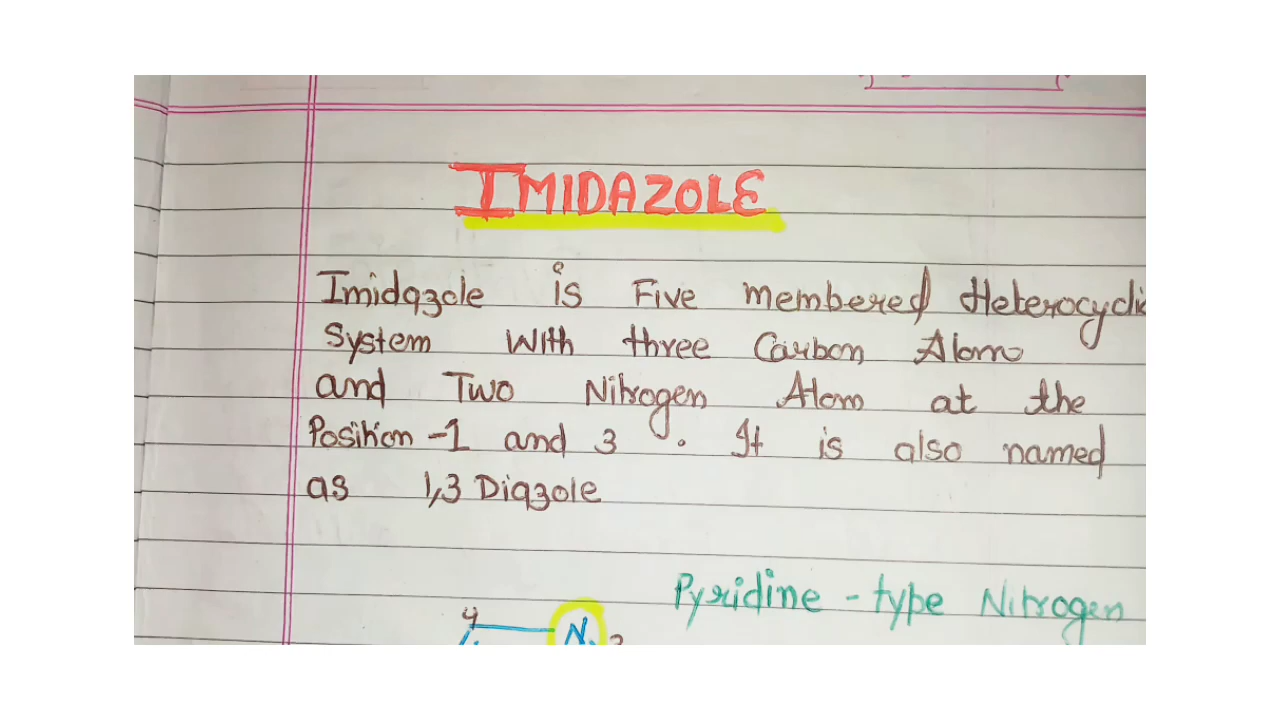 IMIDAZOLE
Imidazole is Five membered Heterocyclic
System With three Carbon Atom
and Two Nitrogen Atom at the
Position -1 and 3. It is also named
as 1,3 Diazole
Pyridine - type Nitrogen
4 N